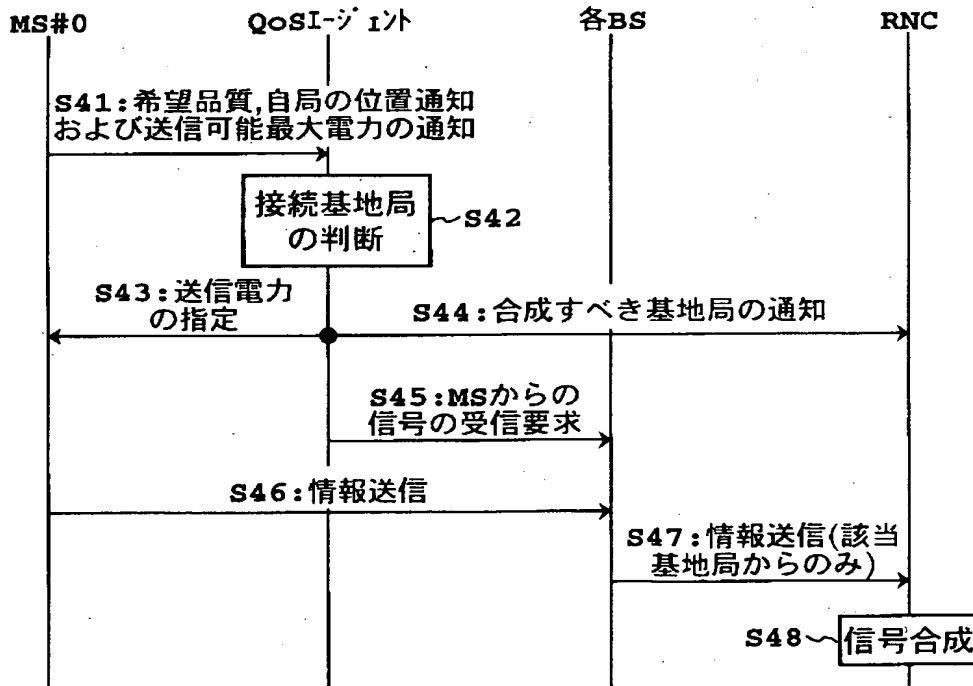 MS#0
QoSｴｰｼﾞｪﾝﾄ
各BS
RNC
S41:希望品質,自局の位置通知
および送信可能最大電力の通知
接続基地局
の判断
S42
S43:送信電力
の指定
S44:合成すべき基地局の通知
S45:MSからの
信号の受信要求
S46:情報送信
S47:情報送信(該当
基地局からのみ)
S48
信号合成